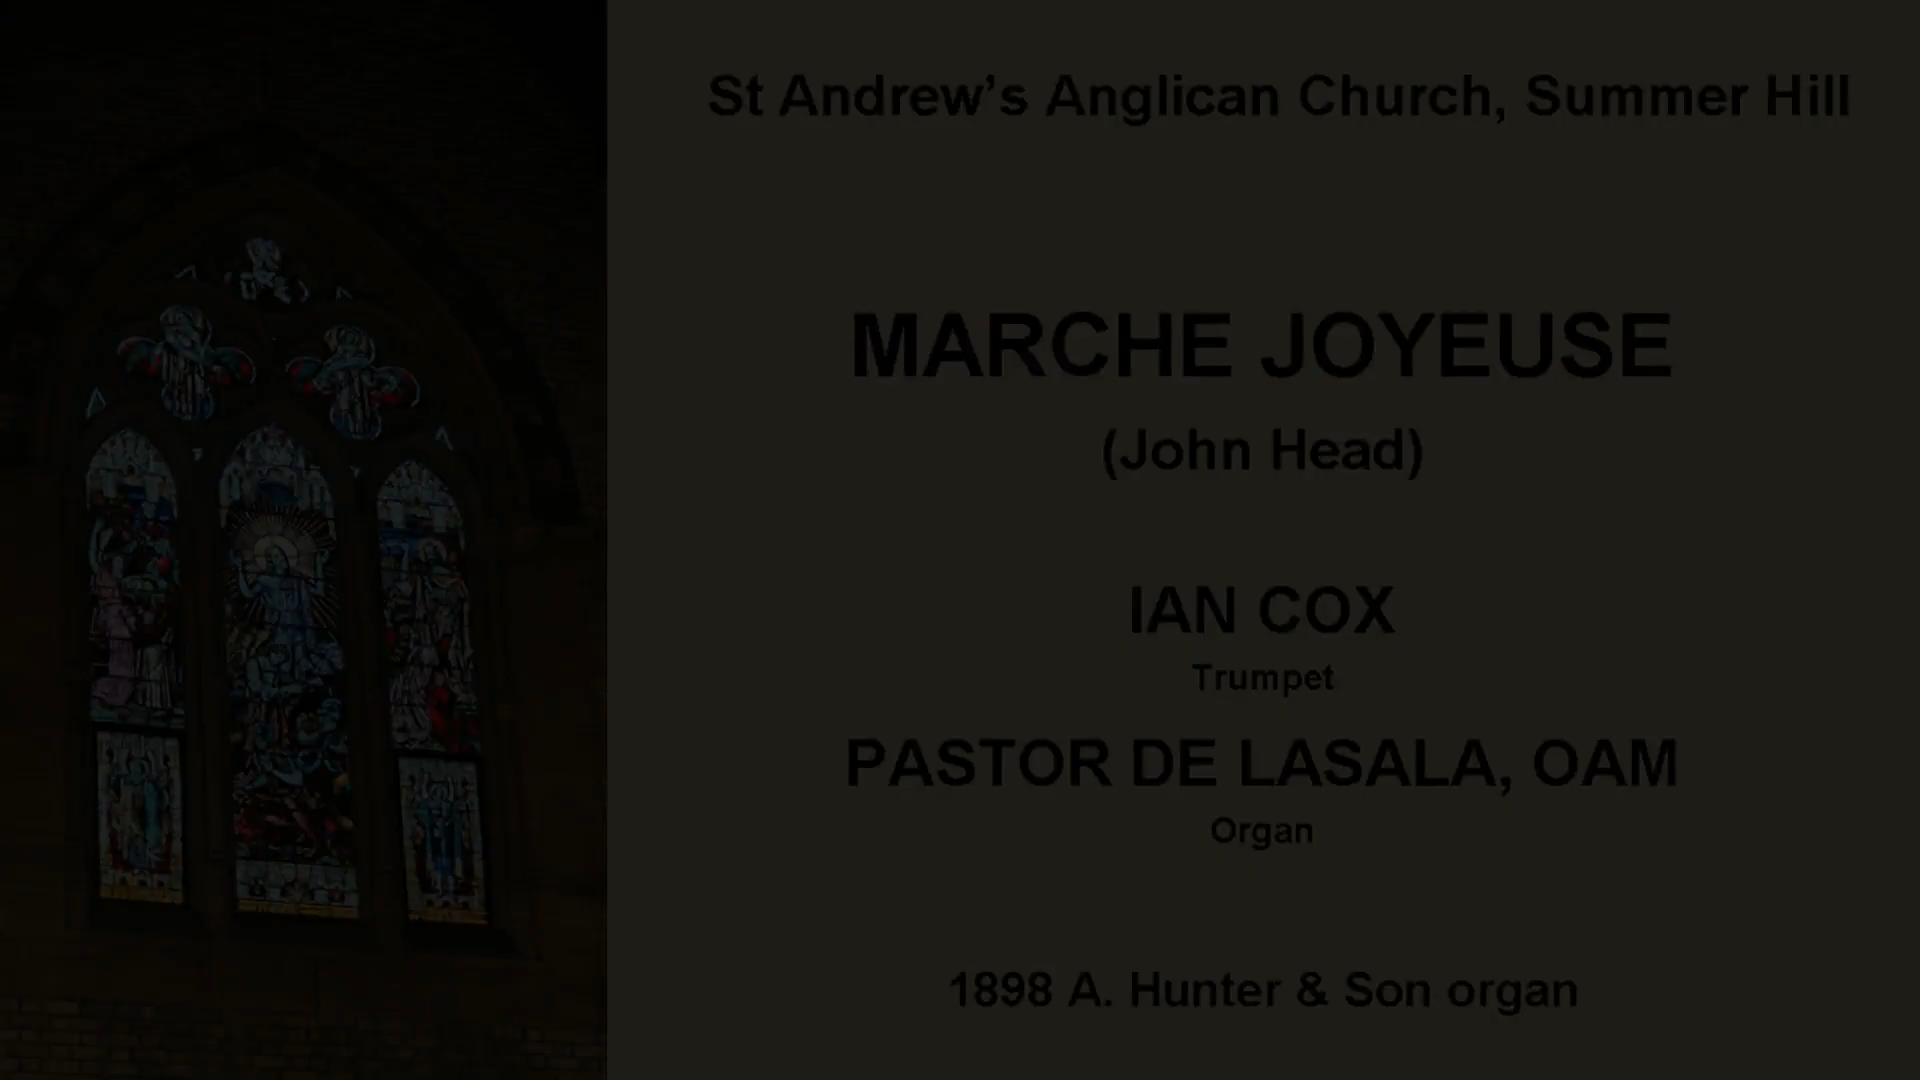 St Andrew’s Anglican Church, Summer Hill
MARCHE JOYEUSE
(John Head)
IAN COX
Trumpet
PASTOR DE LASALA, OAM
Organ
1898 A. Hunter & Son organ